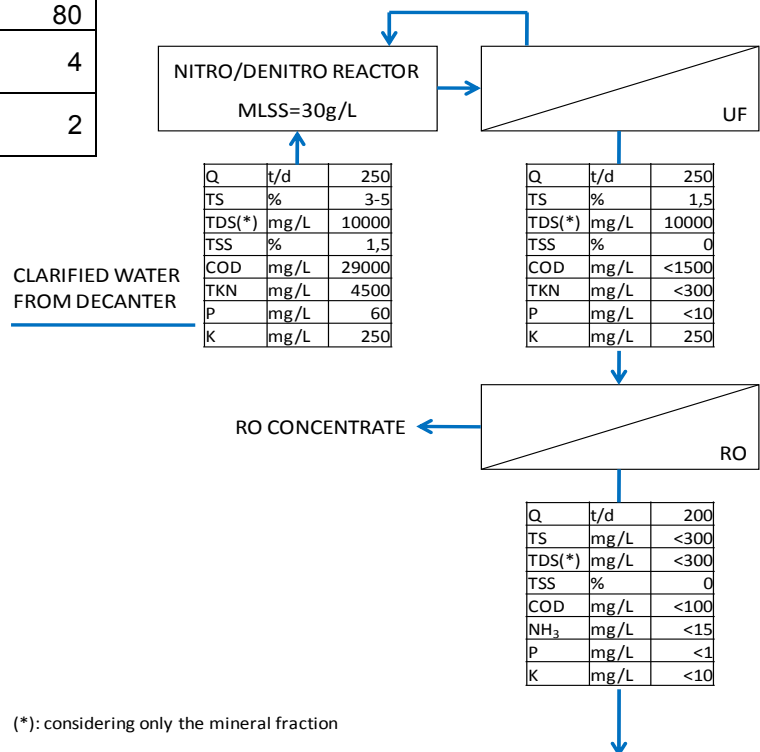 80
4
2
NITRO/DENITRO REACTOR
MLSS=30g/L
UF
Q t/d 250
TS % 3-5
TDS(*) mg/L 10000
TSS % 1,5
COD mg/L 29000
TKN mg/L 4500
P mg/L 60
K mg/L 250
Q t/d 250
TS % 1,5
TDS(*) mg/L 10000
TSS % 0
COD mg/L <1500
TKN mg/L <300
P mg/L <10
K mg/L 250
CLARIFIED WATER
FROM DECANTER
RO CONCENTRATE
RO
Q t/d 200
TS mg/L <300
TDS(*) mg/L <300
TSS % 0
COD mg/L <100
NH₃ mg/L <15
P mg/L <1
K mg/L <10
(*): considering only the mineral fraction